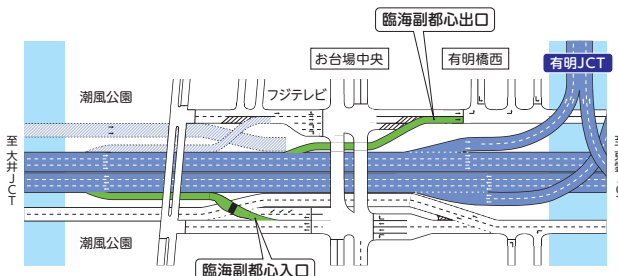 臨海副都心出口
お台場中央
有明橋西
有明JCT
潮風公園
フジテレビ
至 大井JCT
潮風公園
臨海副都心入口